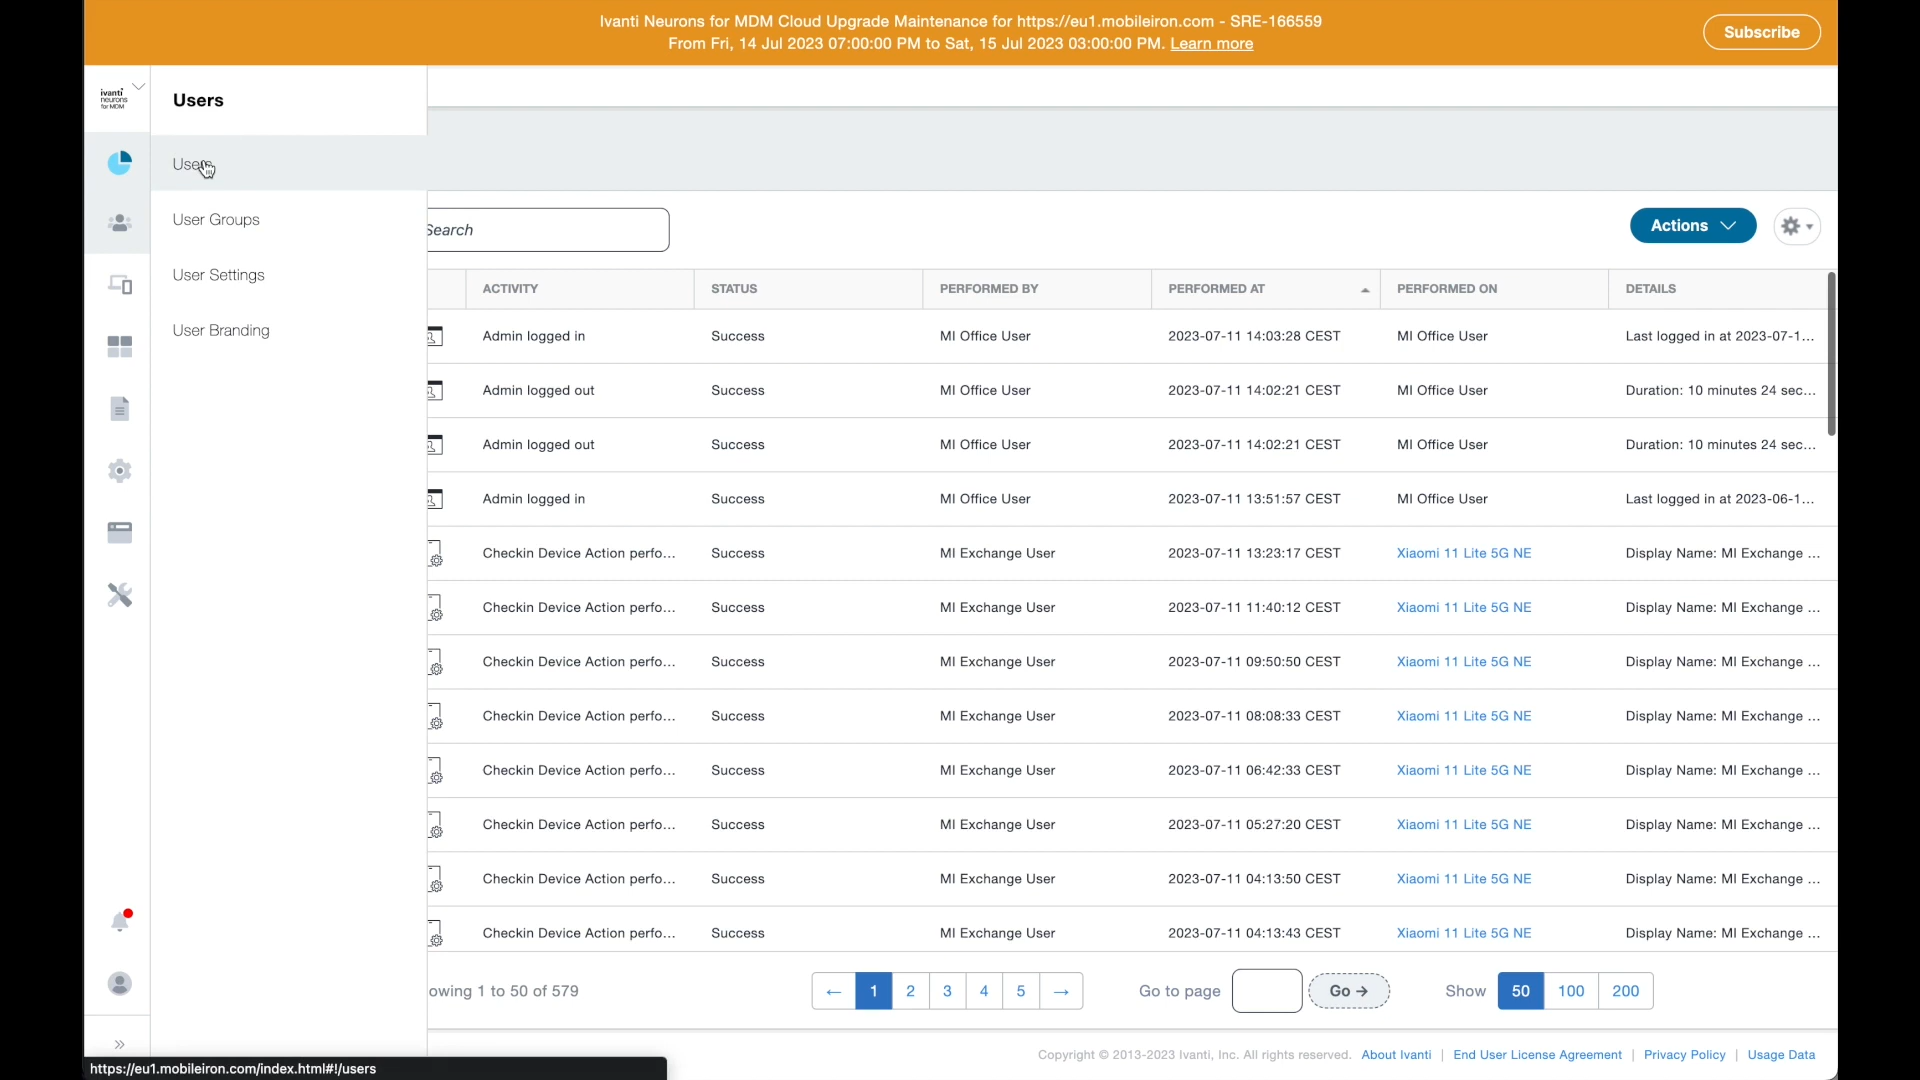 Ivanti Neurons for MDM Cloud Upgrade Maintenance for https://eu1.mobileiron.com - SRE-166559
From Fri, 14 Jul 2023 07:00:00 PM to Sat, 15 Jul 2023 03:00:00 PM. Learn more
Subscribe
ivanti
neurons
for MDM
Users
Users
User Groups
User Settings
User Branding
Search
Actions
ACTIVITY STATUS PERFORMED BY PERFORMED AT PERFORMED ON DETAILS
Admin logged in Success MI Office User 2023-07-11 14:03:28 CEST MI Office User Last logged in at 2023-07-1...
Admin logged out Success MI Office User 2023-07-11 14:02:21 CEST MI Office User Duration: 10 minutes 24 sec...
Admin logged out Success MI Office User 2023-07-11 14:02:21 CEST MI Office User Duration: 10 minutes 24 sec...
Admin logged in Success MI Office User 2023-07-11 13:51:57 CEST MI Office User Last logged in at 2023-06-1...
Checkin Device Action perfo... Success MI Exchange User 2023-07-11 13:23:17 CEST Xiaomi 11 Lite 5G NE Display Name: MI Exchange ...
Checkin Device Action perfo... Success MI Exchange User 2023-07-11 11:40:12 CEST Xiaomi 11 Lite 5G NE Display Name: MI Exchange ...
Checkin Device Action perfo... Success MI Exchange User 2023-07-11 09:50:50 CEST Xiaomi 11 Lite 5G NE Display Name: MI Exchange ...
Checkin Device Action perfo... Success MI Exchange User 2023-07-11 08:08:33 CEST Xiaomi 11 Lite 5G NE Display Name: MI Exchange ...
Checkin Device Action perfo... Success MI Exchange User 2023-07-11 06:42:33 CEST Xiaomi 11 Lite 5G NE Display Name: MI Exchange ...
Checkin Device Action perfo... Success MI Exchange User 2023-07-11 05:27:20 CEST Xiaomi 11 Lite 5G NE Display Name: MI Exchange ...
Checkin Device Action perfo... Success MI Exchange User 2023-07-11 04:13:50 CEST Xiaomi 11 Lite 5G NE Display Name: MI Exchange ...
Checkin Device Action perfo... Success MI Exchange User 2023-07-11 04:13:43 CEST Xiaomi 11 Lite 5G NE Display Name: MI Exchange ...
owing 1 to 50 of 579 ← 1 2 3 4 5 → Go to page Go → Show 50 100 200
Copyright © 2013-2023 Ivanti, Inc. All rights reserved. About Ivanti | End User License Agreement | Privacy Policy | Usage Data
https://eu1.mobileiron.com/index.html#!/users